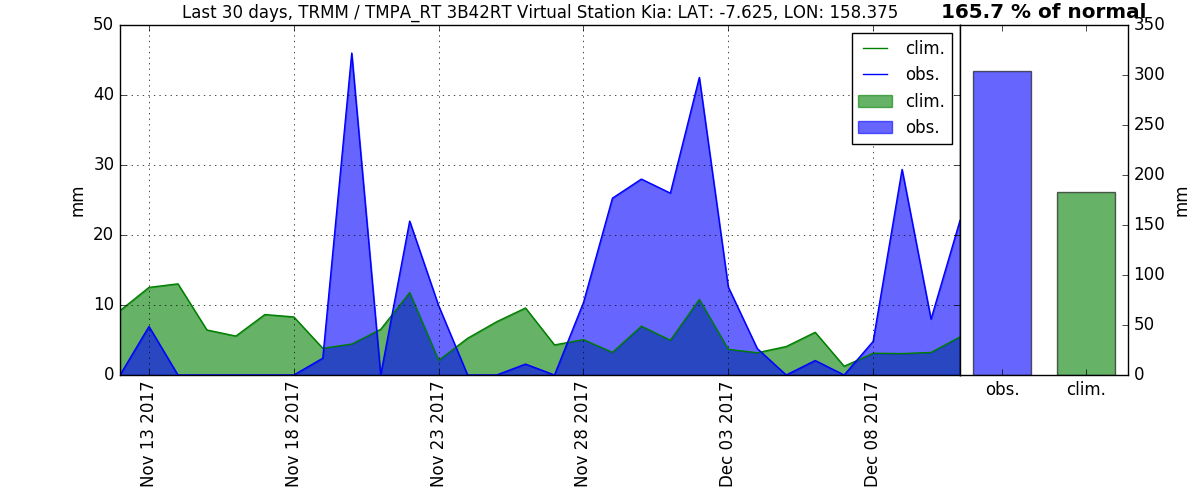 Last 30 days, TRMM / TMPA_RT 3B42RT Virtual Station Kia: LAT: -7.625, LON: 158.375
165.7 % of normal
50
40
30
20
10
0
mm
clim.
obs.
clim.
obs.
350
300
250
200
150
100
50
0
mm
obs.
clim.
Nov 13 2017
Nov 18 2017
Nov 23 2017
Nov 28 2017
Dec 03 2017
Dec 08 2017